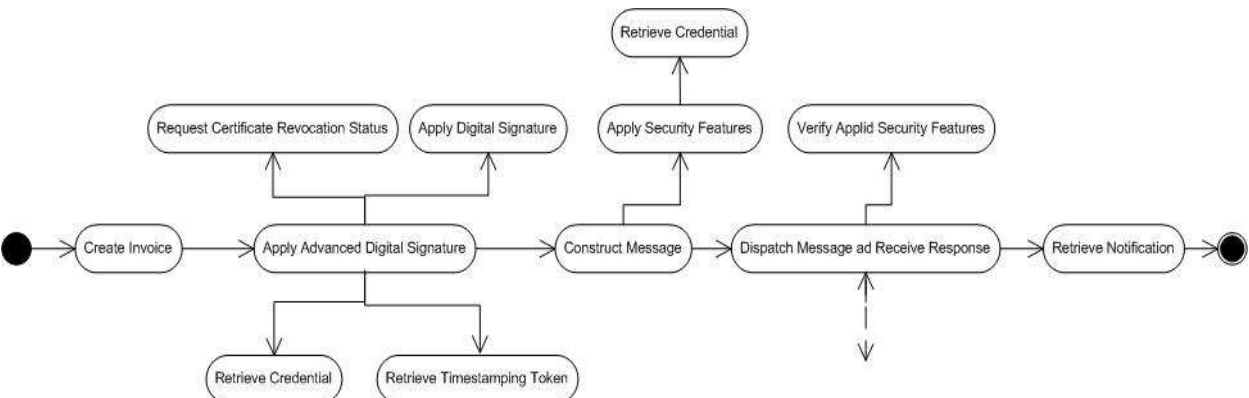 Retrieve Credential
Request Certificate Revocation Status
Apply Digital Signature
Apply Security Features
Verify Applid Security Features
Create Invoice
Apply Advanced Digital Signature
Construct Message
Dispatch Message ad Receive Response
Retrieve Notification
Retrieve Credential
Retrieve Timestamping Token